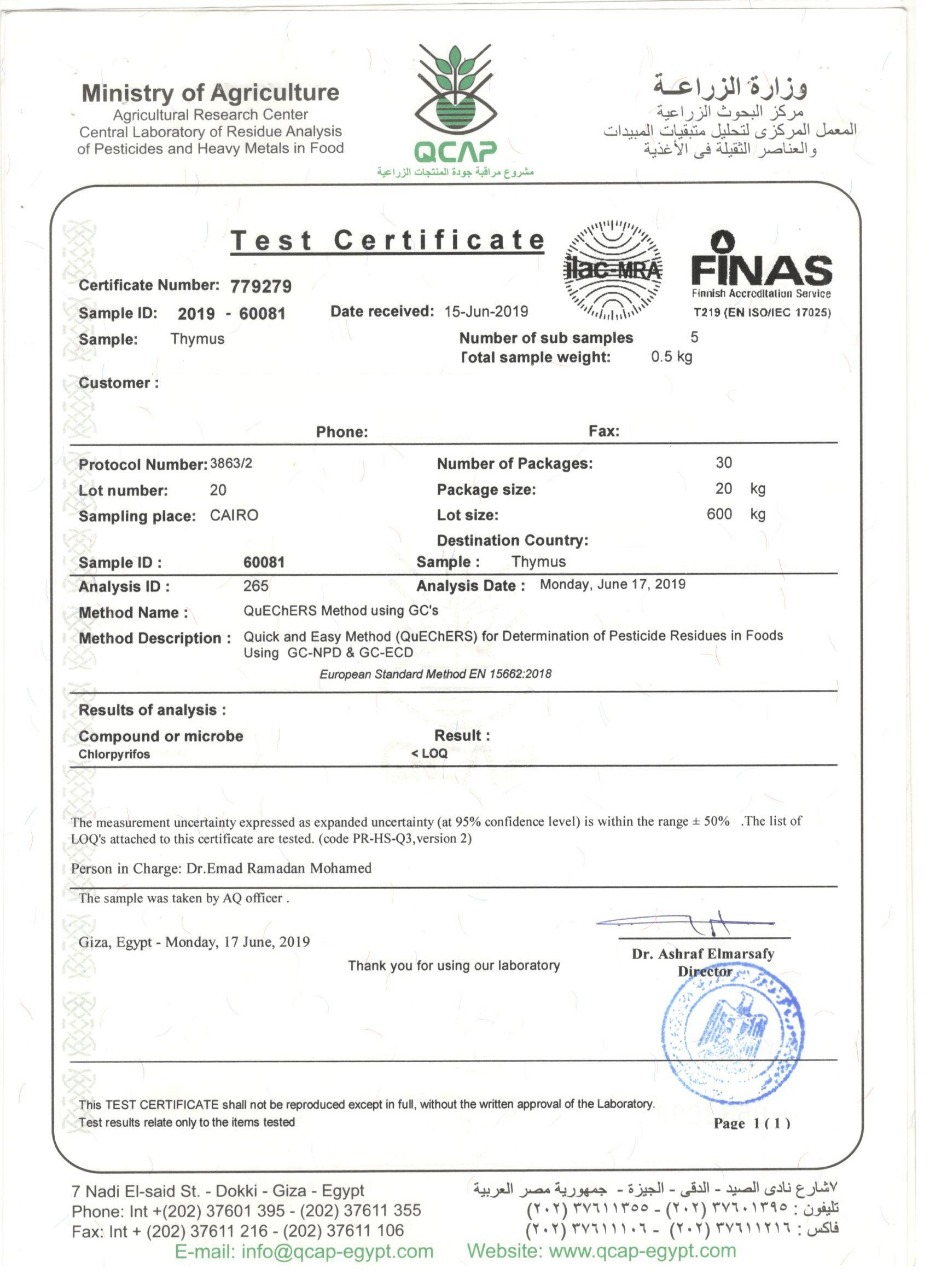 Ministry of Agriculture
Agricultural Research Center
Central Laboratory of Residue Analysis
of Pesticides and Heavy Metals in Food
QCAP
مشروع مراقبة جودة المنتجات الزراعية
وزارة الزراعـة
مركز البحوث الزراعية
المعمل المركزى لتحليل متبقيات المبيدات
والعناصر الثقيلة فى الأغذية
Test Certificate
ilac-MRA
FINAS
Finnish Accreditation Service
T219 (EN ISO/IEC 17025)
Certificate Number: 779279
Sample ID: 2019 - 60081 Date received: 15-Jun-2019
Sample: Thymus Number of sub samples 5
Total sample weight: 0.5 kg
Customer :
Phone: Fax:
Protocol Number: 3863/2 Number of Packages: 30
Lot number: 20 Package size: 20 kg
Sampling place: CAIRO Lot size: 600 kg
Destination Country:
Sample ID : 60081 Sample : Thymus
Analysis ID : 265 Analysis Date : Monday, June 17, 2019
Method Name : QuEChERS Method using GC's
Method Description : Quick and Easy Method (QuEChERS) for Determination of Pesticide Residues in Foods
Using GC-NPD & GC-ECD
European Standard Method EN 15662:2018
Results of analysis :
Compound or microbe Result :
Chlorpyrifos < LOQ
The measurement uncertainty expressed as expanded uncertainty (at 95% confidence level) is within the range ± 50% .The list of
LOQ's attached to this certificate are tested. (code PR-HS-Q3,version 2)
Person in Charge: Dr.Emad Ramadan Mohamed
The sample was taken by AQ officer .
Giza, Egypt - Monday, 17 June, 2019
Thank you for using our laboratory
Dr. Ashraf Elmarsafy
Director
This TEST CERTIFICATE shall not be reproduced except in full, without the written approval of the Laboratory.
Test results relate only to the items tested
Page 1 ( 1 )
7 Nadi El-said St. - Dokki - Giza - Egypt
Phone: Int +(202) 37601 395 - (202) 37611 355
Fax: Int + (202) 37611 216 - (202) 37611 106
٧شارع نادى الصيد - الدقى - الجيزة - جمهورية مصر العربية
تليفون : ٣٧٦٠١٣٩٥ (٢٠٢) ٣٧٦١١٣٥٥ (٢٠٢)
فاكس : ٣٧٦١١٢١٦ (٢٠٢) - ٣٧٦١١١٠٦ (٢٠٢)
E-mail: info@qcap-egypt.com Website: www.qcap-egypt.com